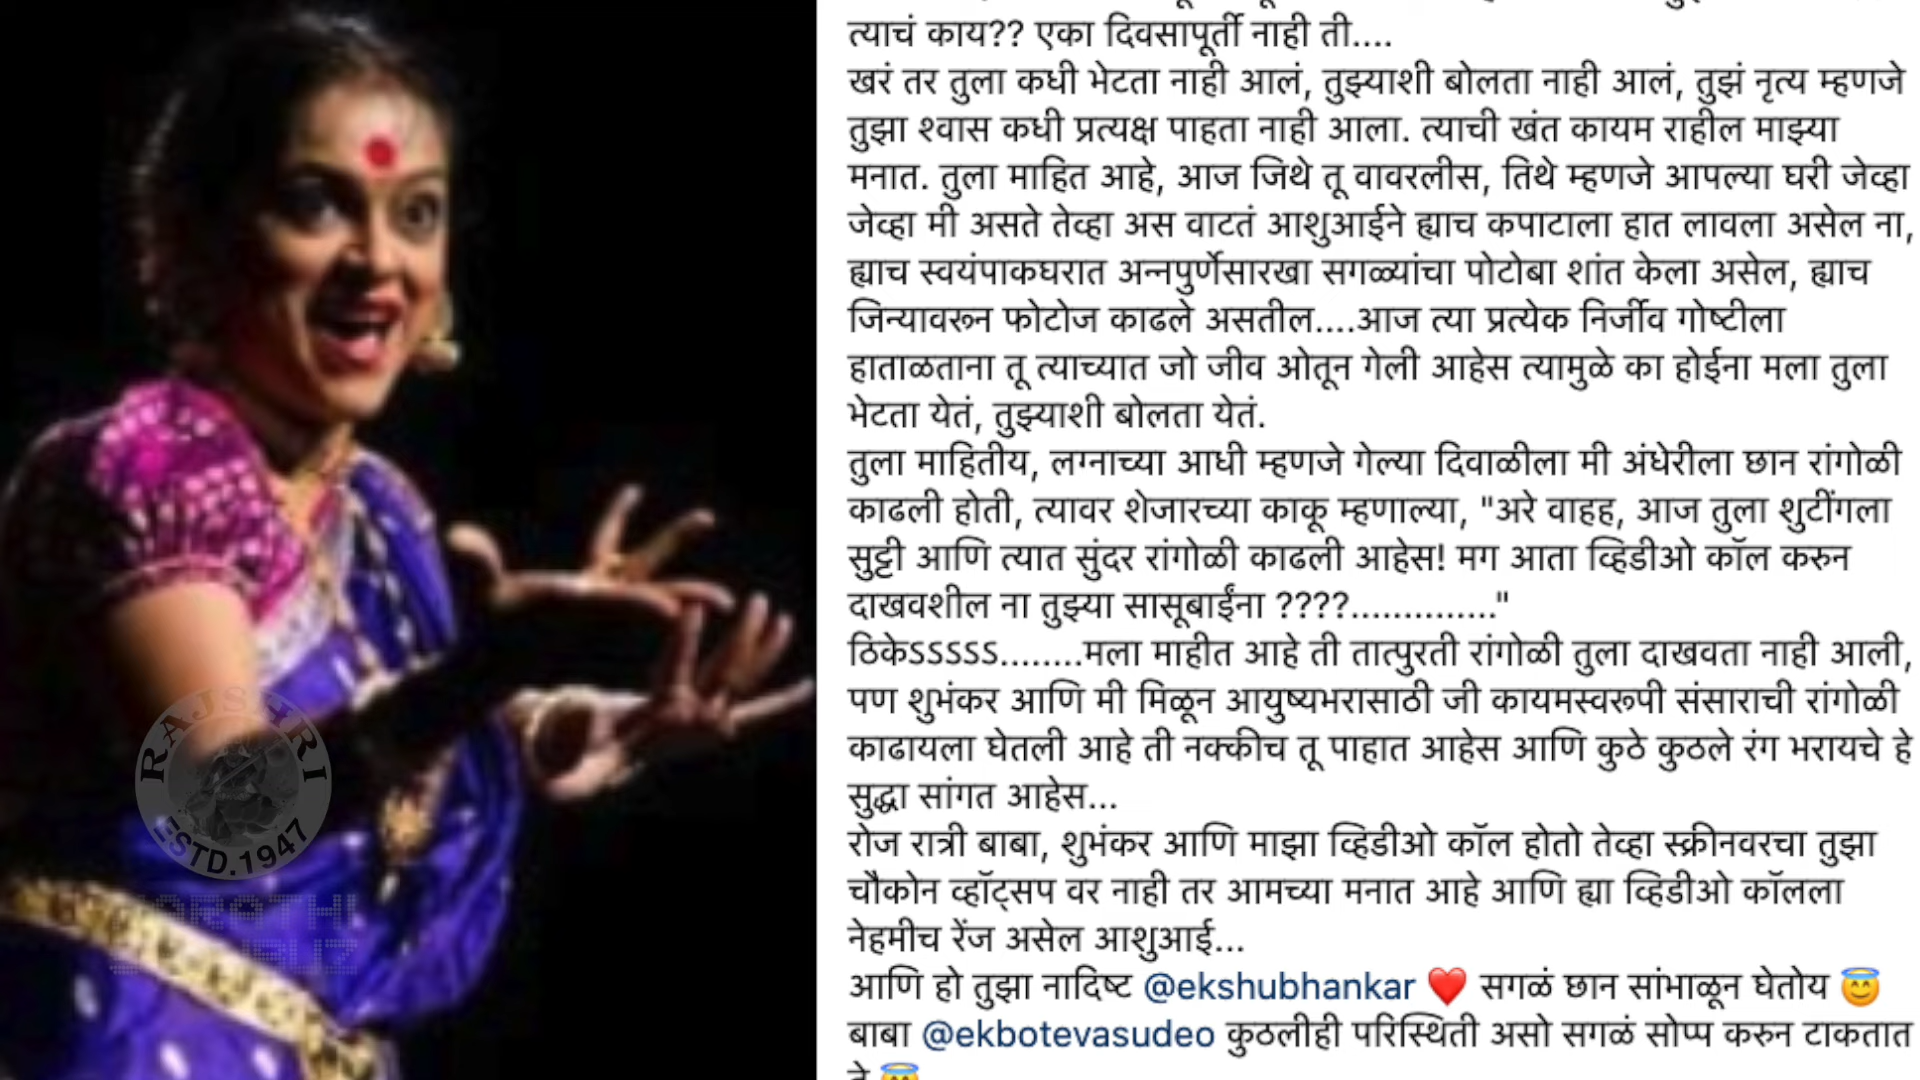 त्याचं काय?? एका दिवसापूर्ती नाही ती....
खरं तर तुला कधी भेटता नाही आलं, तुझ्याशी बोलता नाही आलं, तुझं नृत्य म्हणजे
तुझा श्वास कधी प्रत्यक्ष पाहता नाही आला. त्याची खंत कायम राहील माझ्या
मनात. तुला माहित आहे, आज जिथे तू वावरलीस, तिथे म्हणजे आपल्या घरी जेव्हा
जेव्हा मी असते तेव्हा अस वाटतं आशुआईने ह्याच कपाटाला हात लावला असेल ना,
ह्याच स्वयंपाकघरात अन्नपुर्णेसारखा सगळ्यांचा पोटोबा शांत केला असेल, ह्याच
जिन्यावरून फोटोज काढले असतील....आज त्या प्रत्येक निर्जीव गोष्टीला
हाताळताना तू त्याच्यात जो जीव ओतून गेली आहेस त्यामुळे का होईना मला तुला
भेटता येतं, तुझ्याशी बोलता येतं.
तुला माहितीय, लग्नाच्या आधी म्हणजे गेल्या दिवाळीला मी अंधेरीला छान रांगोळी
काढली होती, त्यावर शेजारच्या काकू म्हणाल्या, "अरे वाहह, आज तुला शुटींगला
सुट्टी आणि त्यात सुंदर रांगोळी काढली आहेस! मग आता व्हिडीओ कॉल करुन
दाखवशील ना तुझ्या सासूबाईंना ????.............."
ठिकेSSSSS........मला माहीत आहे ती तात्पुरती रांगोळी तुला दाखवता नाही आली,
पण शुभंकर आणि मी मिळून आयुष्यभरासाठी जी कायमस्वरूपी संसाराची रांगोळी
काढायला घेतली आहे ती नक्कीच तू पाहात आहेस आणि कुठे कुठले रंग भरायचे हे
सुद्धा सांगत आहेस...
रोज रात्री बाबा, शुभंकर आणि माझा व्हिडीओ कॉल होतो तेव्हा स्क्रीनवरचा तुझा
चौकोन व्हॉट्सप वर नाही तर आमच्या मनात आहे आणि ह्या व्हिडीओ कॉलला
नेहमीच रेंज असेल आशुआई...
आणि हो तुझा नादिष्ट @ekshubhankar ❤️ सगळं छान सांभाळून घेतोय 😇
बाबा @ekbotevasudeo कुठलीही परिस्थिती असो सगळं सोप्प करुन टाकतात
RAJSHRI
ESTD.1947